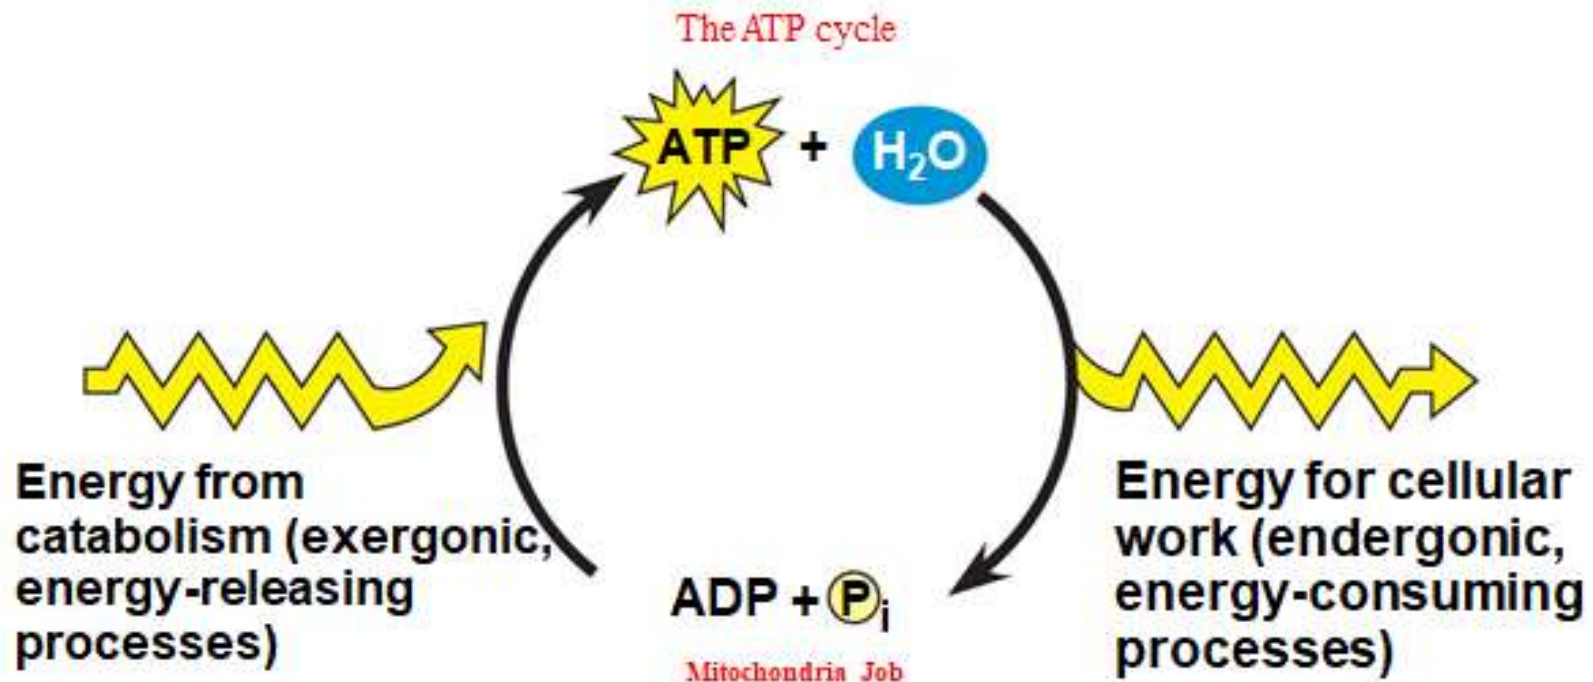 The ATP cycle
ATP + H₂O
Energy from
catabolism (exergonic,
energy-releasing
processes)
Energy for cellular
work (endergonic,
energy-consuming
processes)
ADP + Pᵢ
Mitochondria Job